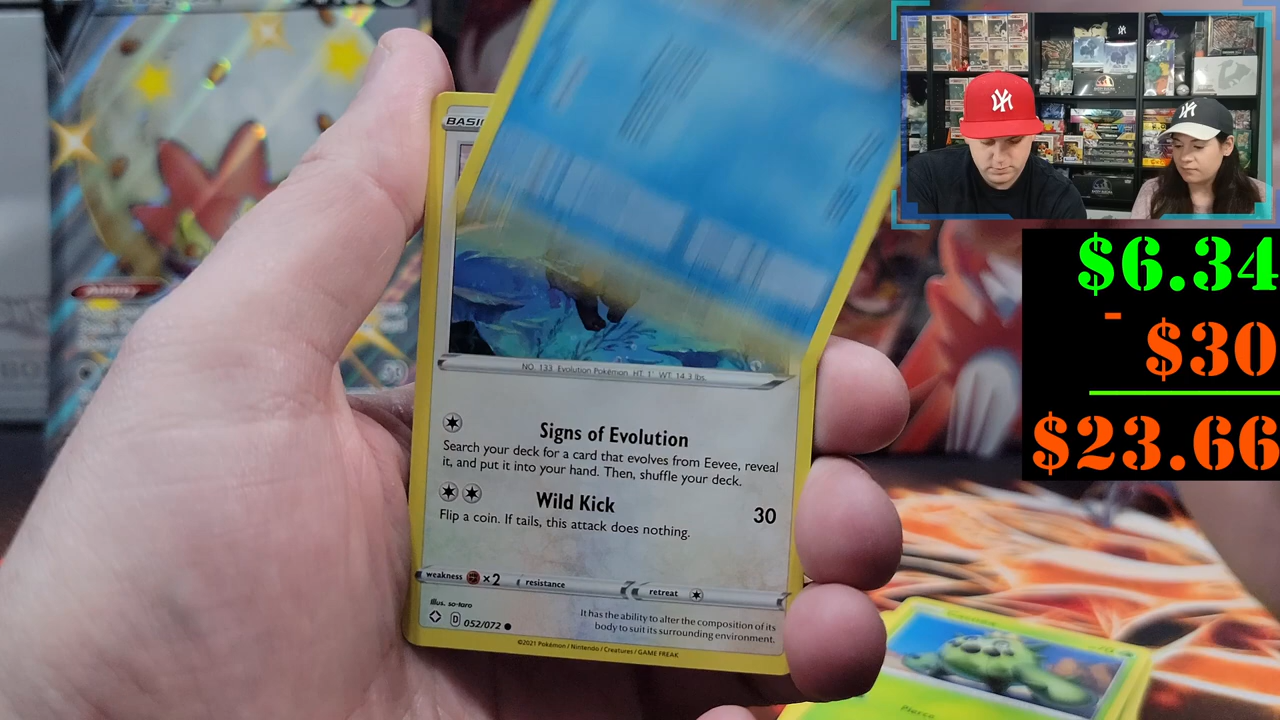 BASI
NO. 133 Evolution Pokémon HT 1' WT. 14.3 lbs.
Signs of Evolution
Search your deck for a card that evolves from Eevee, reveal
it, and put it into your hand. Then, shuffle your deck.
Wild Kick 30
Flip a coin. If tails, this attack does nothing.
weakness ×2 resistance retreat
Illus. so-taro
D 052/072
It has the ability to alter the composition of its
body to suit its surrounding environment.
©2021 Pokémon / Nintendo / Creatures / GAME FREAK
Ability
Pierce
$6.34
- $30
$23.66